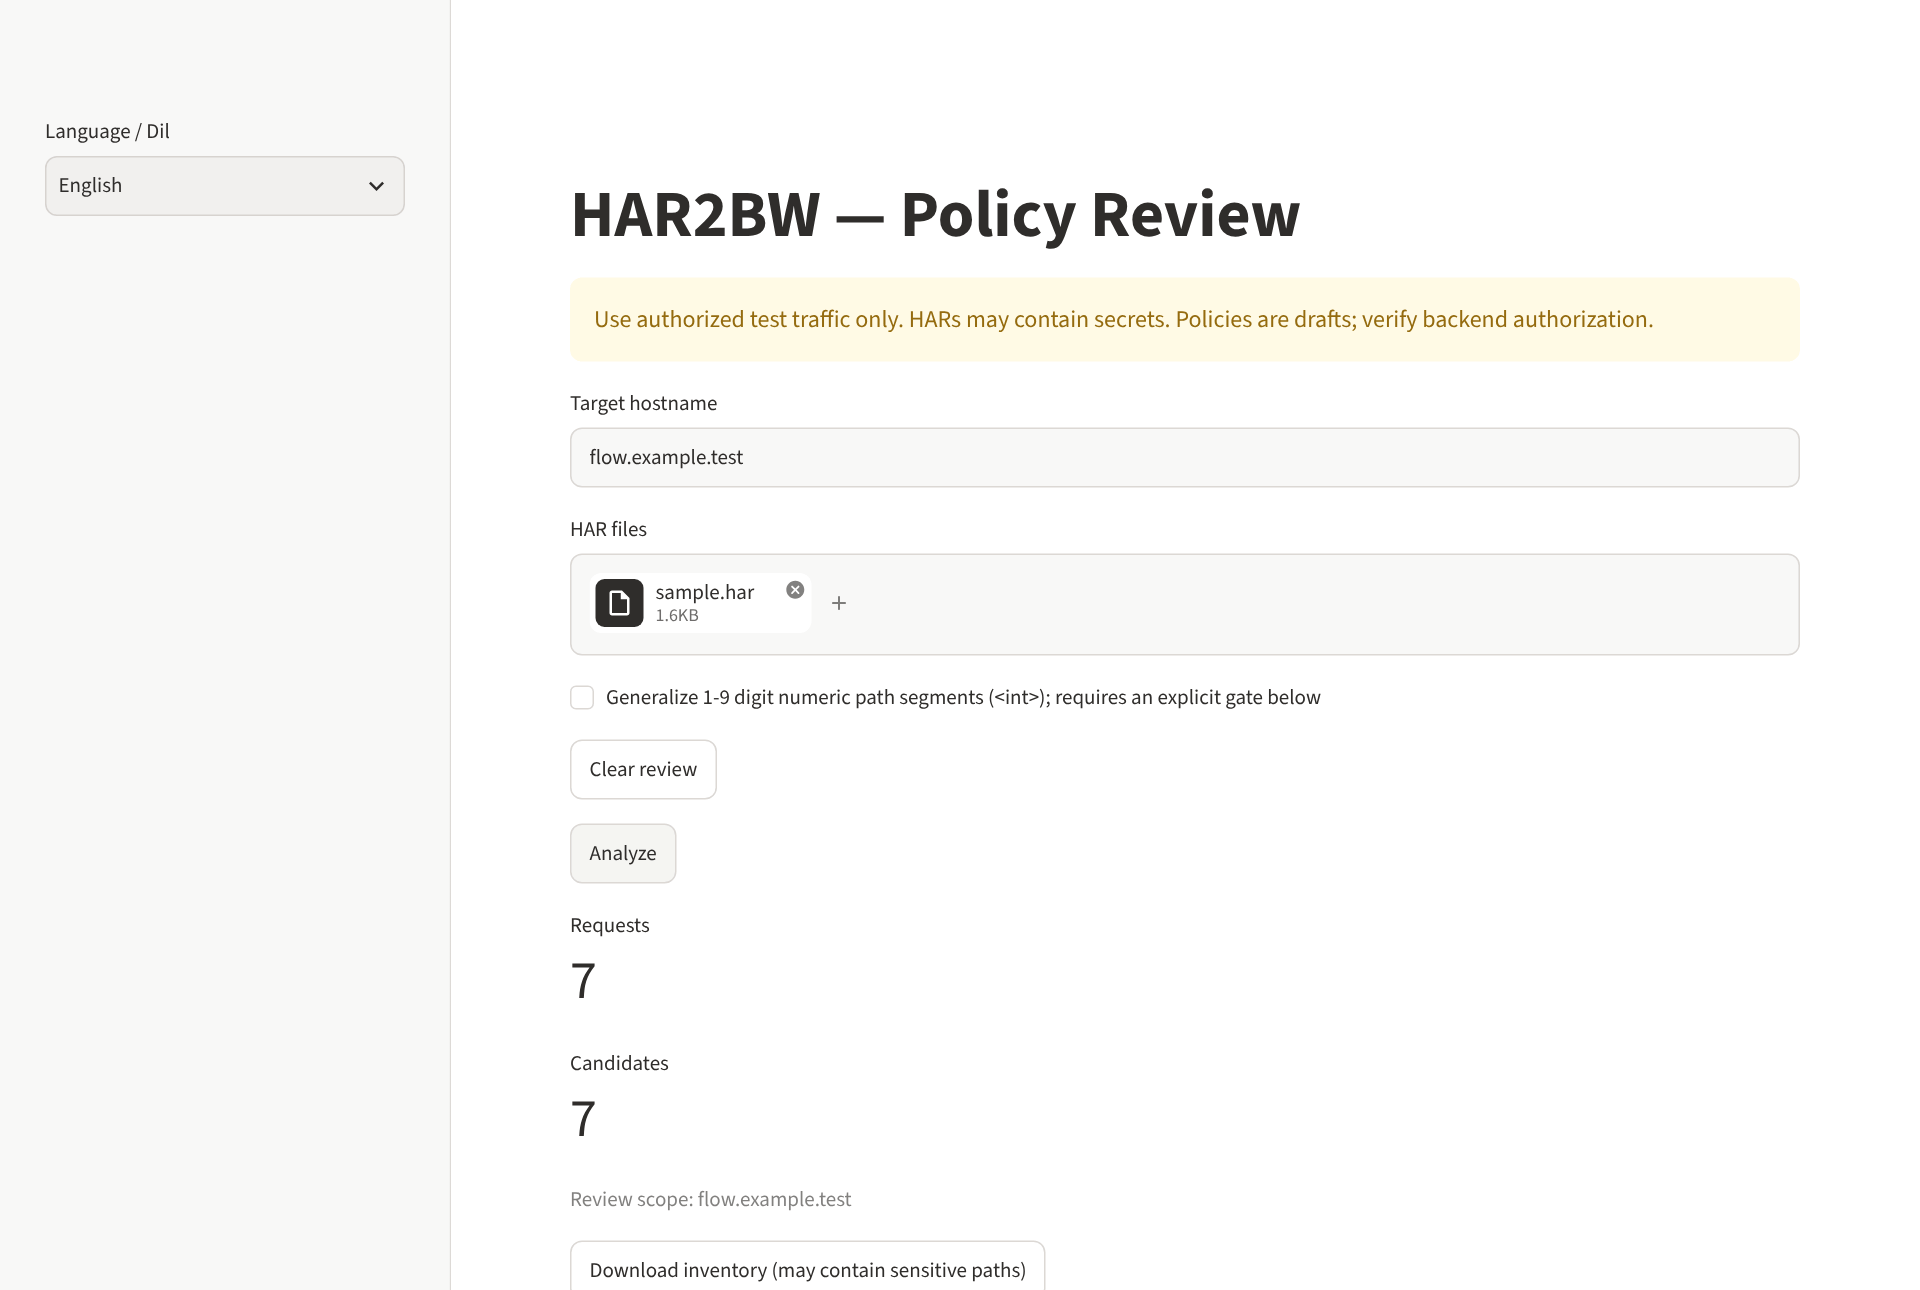 Language / Dil
English
HAR2BW — Policy Review
Use authorized test traffic only. HARs may contain secrets. Policies are drafts; verify backend authorization.
Target hostname
flow.example.test
HAR files
sample.har
1.6KB
Generalize 1-9 digit numeric path segments (<int>); requires an explicit gate below
Clear review
Analyze
Requests
7
Candidates
7
Review scope: flow.example.test
Download inventory (may contain sensitive paths)